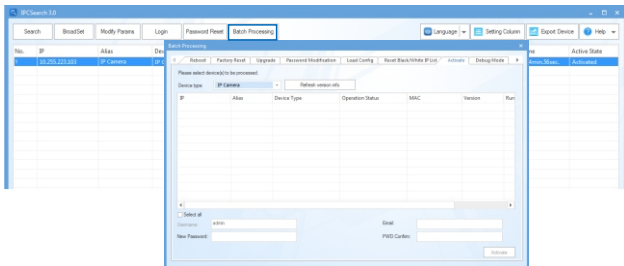 IPCSearch 3.0
Search BroadSet Modify Params Login Password Reset Batch Processing Language Setting Column Export Device Help
No. IP Alias Active State
1 10.255.223.103 IP Camera Activated
Batch Processing
Reboot Factory Reset Upgrade Password Modification Load Config Reset Black/White IP List Activate Debug Mode
Please select device(s) to be processed
Device type IP Camera Refresh version info
IP Alias Device Type Operation Status MAC Version Run
Select all
Username: admin Email:
New Password: PWD Confirm:
Activate